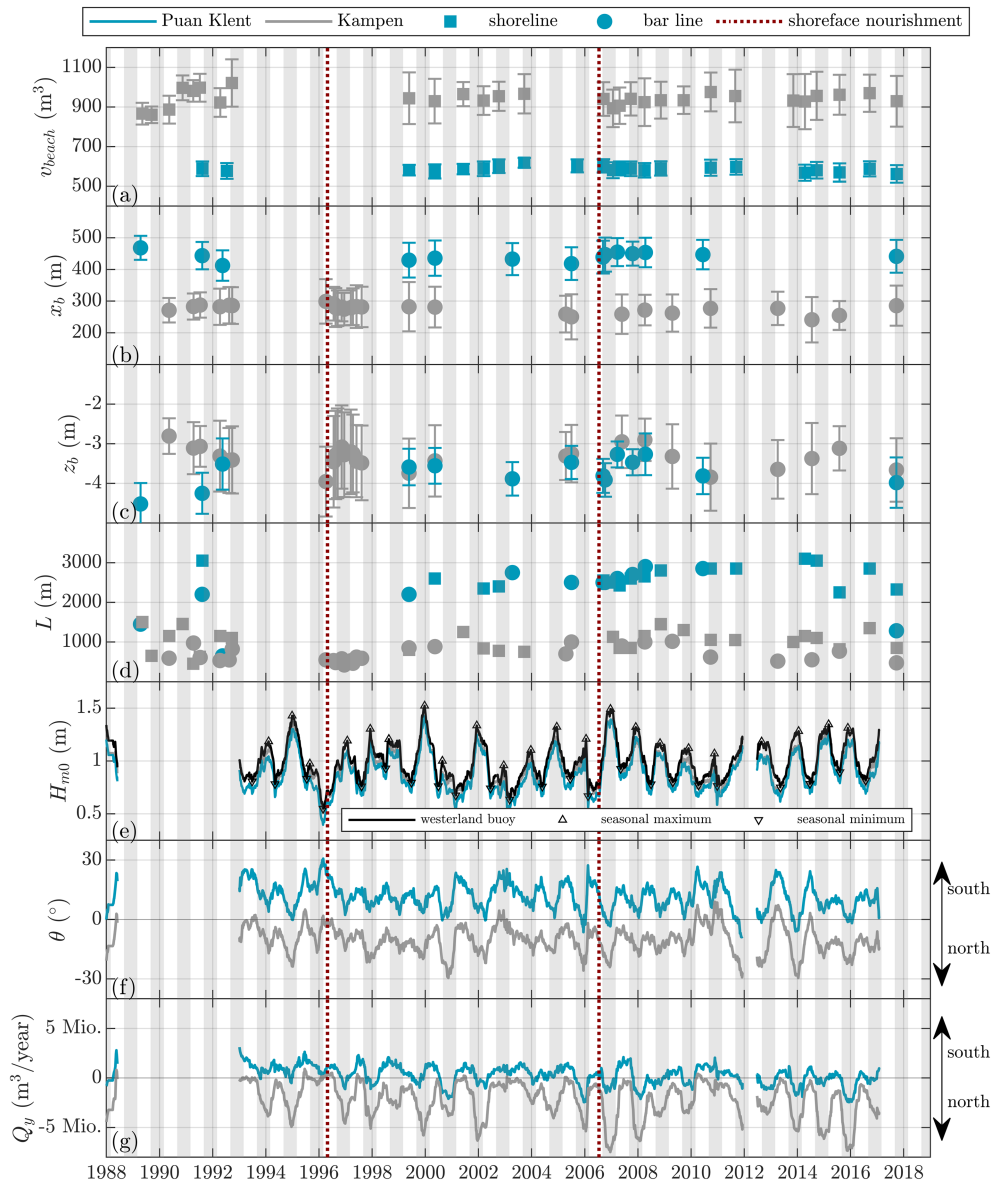 Puan Klent Kampen shoreline bar line shoreface nourishment
1100
900
700
500
v_beach (m³)
(a)
500
400
300
200
x_b (m)
(b)
-2
-3
-4
z_b (m)
(c)
3000
2000
1000
L (m)
(d)
1.5
1
0.5
H_m0 (m)
(e)
westerland buoy seasonal maximum seasonal minimum
30
0
-30
θ (°)
(f)
south
north
5 Mio.
0
-5 Mio.
Q_y (m³/year)
(g)
south
north
1988 1990 1992 1994 1996 1998 2000 2002 2004 2006 2008 2010 2012 2014 2016 2018